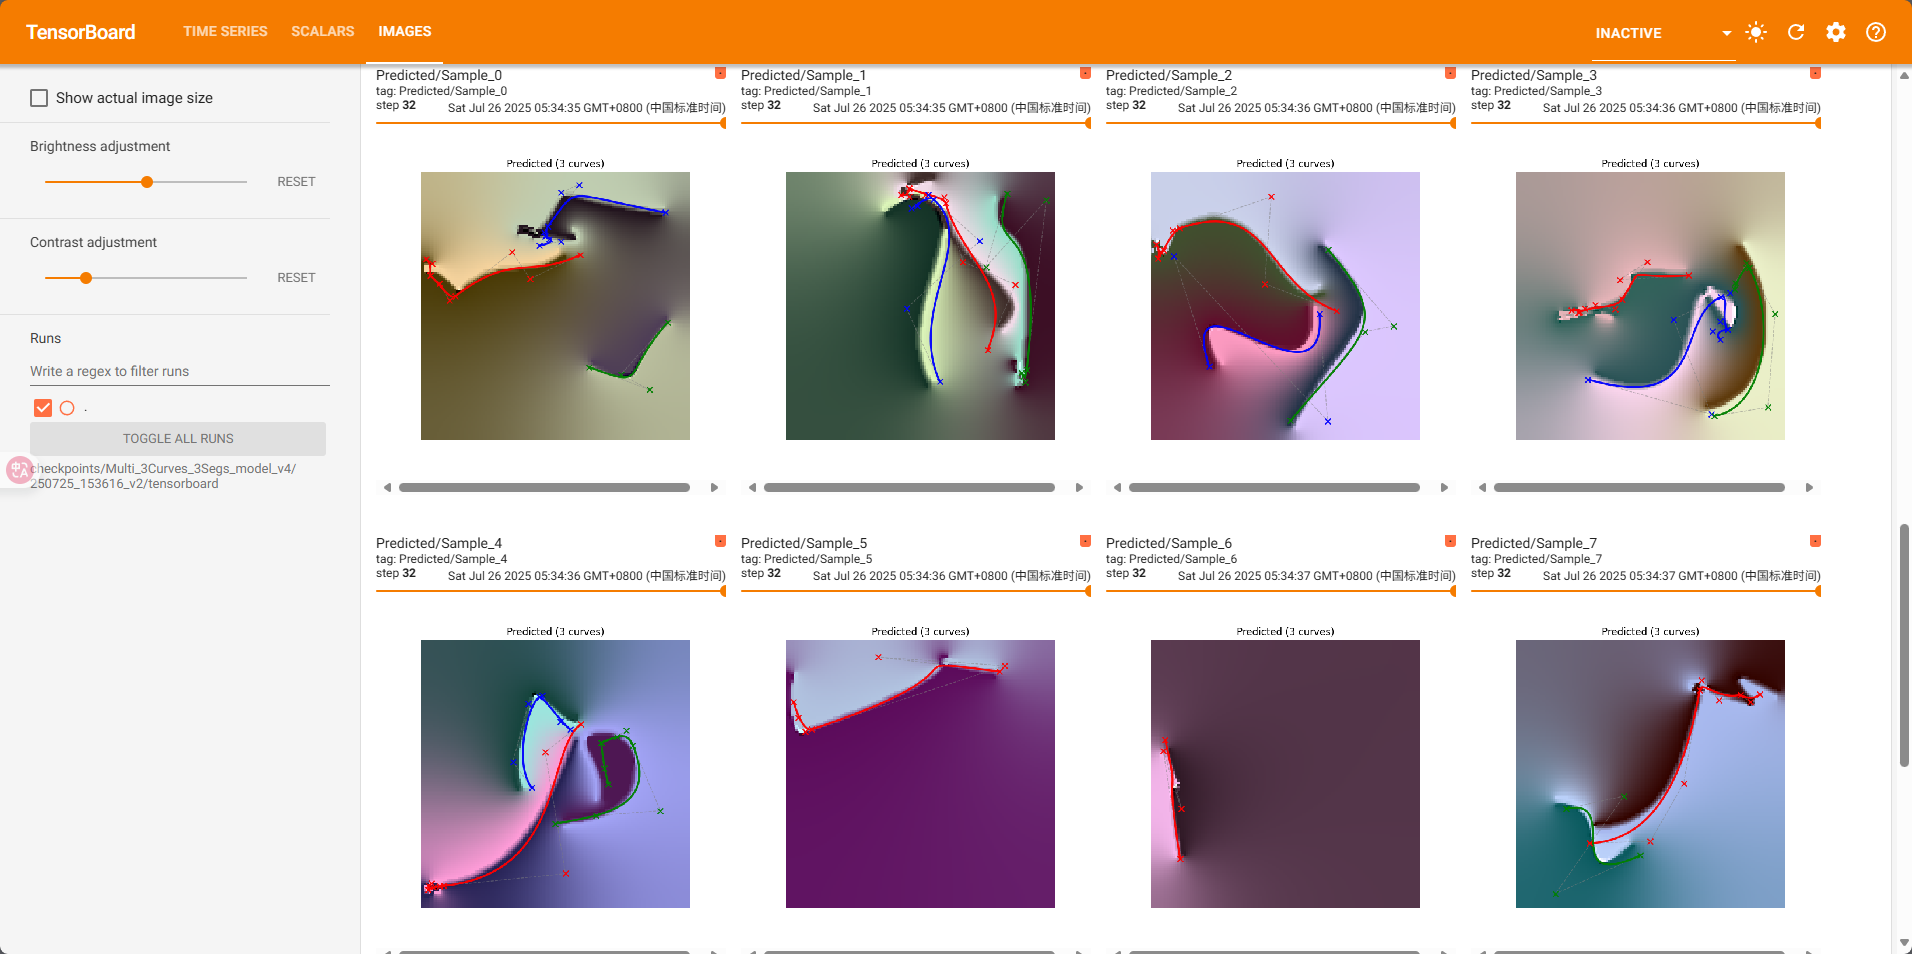 TensorBoard
TIME SERIES
SCALARS
IMAGES
INACTIVE
Show actual image size
Brightness adjustment
RESET
Contrast adjustment
RESET
Runs
Write a regex to filter runs
.
TOGGLE ALL RUNS
checkpoints/Multi_3Curves_3Segs_model_v4/
250725_153616_v2/tensorboard
Predicted/Sample_0
tag: Predicted/Sample_0
step 32
Sat Jul 26 2025 05:34:35 GMT+0800 (中国标准时间)
Predicted (3 curves)
Predicted/Sample_1
tag: Predicted/Sample_1
step 32
Sat Jul 26 2025 05:34:35 GMT+0800 (中国标准时间)
Predicted (3 curves)
Predicted/Sample_2
tag: Predicted/Sample_2
step 32
Sat Jul 26 2025 05:34:36 GMT+0800 (中国标准时间)
Predicted (3 curves)
Predicted/Sample_3
tag: Predicted/Sample_3
step 32
Sat Jul 26 2025 05:34:36 GMT+0800 (中国标准时间)
Predicted (3 curves)
Predicted/Sample_4
tag: Predicted/Sample_4
step 32
Sat Jul 26 2025 05:34:36 GMT+0800 (中国标准时间)
Predicted (3 curves)
Predicted/Sample_5
tag: Predicted/Sample_5
step 32
Sat Jul 26 2025 05:34:36 GMT+0800 (中国标准时间)
Predicted (3 curves)
Predicted/Sample_6
tag: Predicted/Sample_6
step 32
Sat Jul 26 2025 05:34:37 GMT+0800 (中国标准时间)
Predicted (3 curves)
Predicted/Sample_7
tag: Predicted/Sample_7
step 32
Sat Jul 26 2025 05:34:37 GMT+0800 (中国标准时间)
Predicted (3 curves)